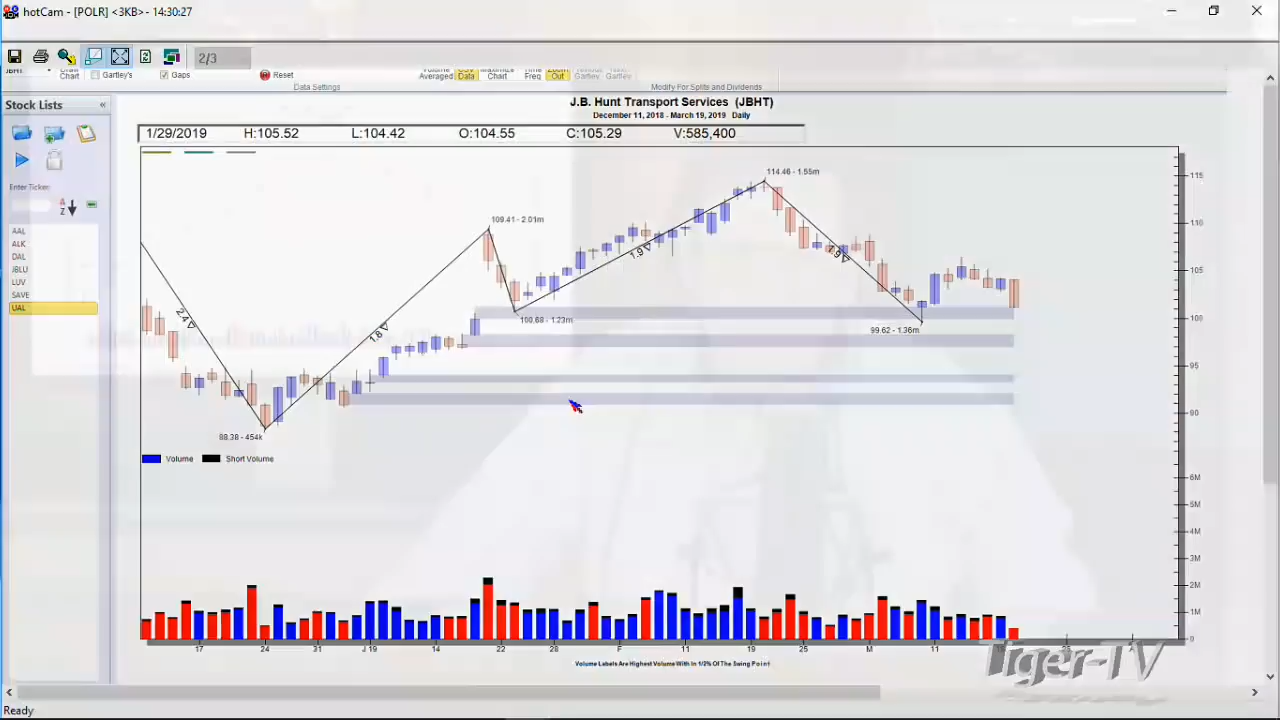 hotCam - [POLR] <3KB> - 14:30:27
2/3
JBHT
Chart
Gartley's
Gaps
Reset
Averaged
Data
Chart
Freq
Out
Gartley
Gartley
Data Settings
Modify For Splits and Dividends
Stock Lists
«
J.B. Hunt Transport Services (JBHT)
December 11, 2018 - March 19, 2019 Daily
1/29/2019 H:105.52 L:104.42 O:104.55 C:105.29 V:585,400
Enter Ticker:
A
Z
AAL
ALK
DAL
JBLU
LUV
SAVE
UAL
114.46 - 1.55m
109.41 - 2.01m
100.68 - 1.23m
99.62 - 1.36m
88.38 - 454k
2.4
1.8
1.9
1.9
115
110
105
100
95
90
Volume
Short Volume
6M
5M
4M
3M
2M
1M
0
17 24 31 J 19 14 22 28 F 11 19 25 M 11
Volume Labels Are Highest Volume With In 1/2% Of The Swing Point
Tiger-TV
Ready